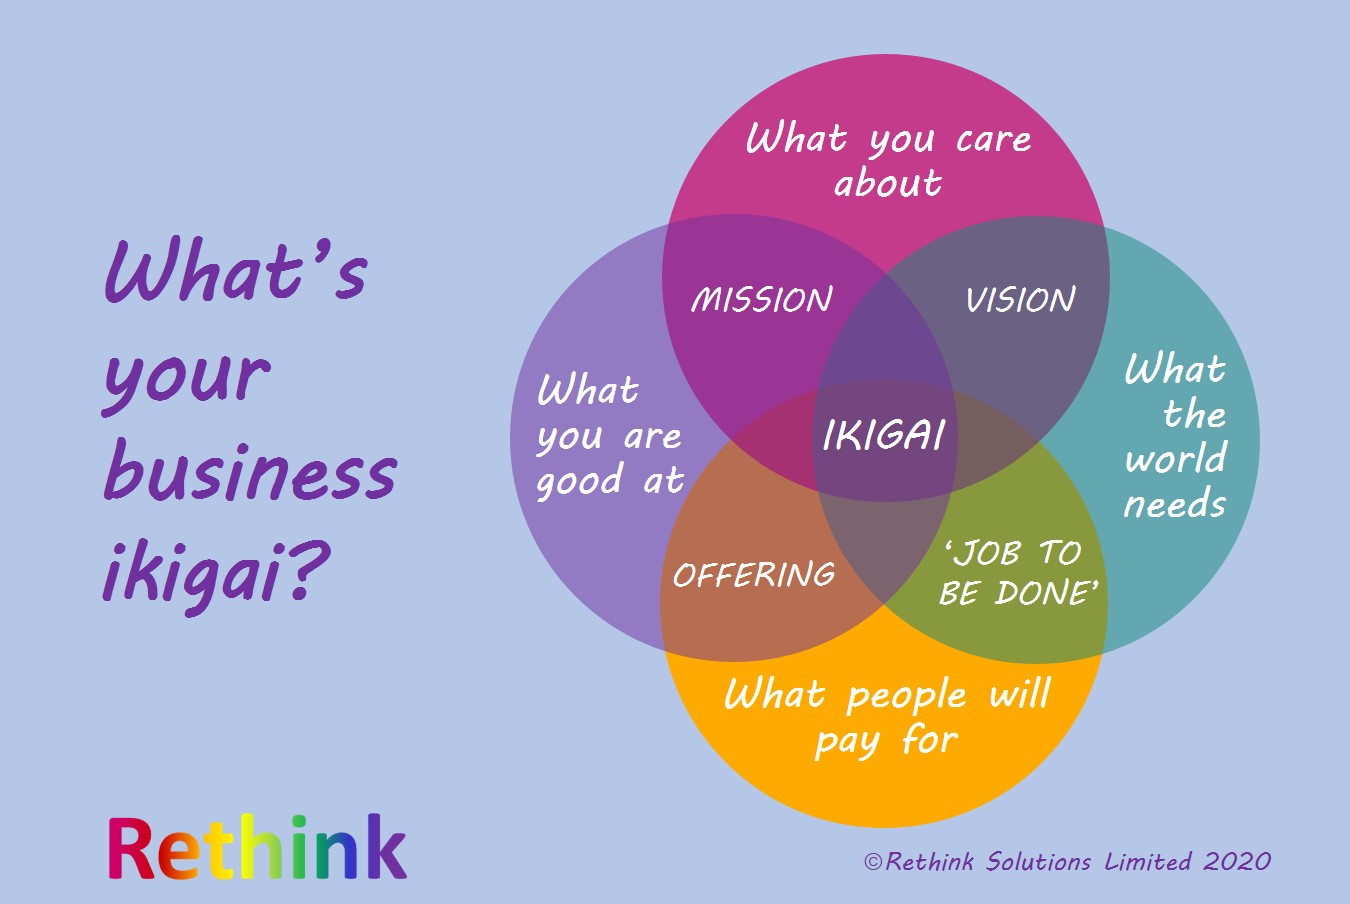 What's
your
business
ikigai?
What you care
about
MISSION
VISION
What
you are
good at
What
the
world
needs
IKIGAI
OFFERING
‘JOB TO
BE DONE’
What people will
pay for
Rethink
©Rethink Solutions Limited 2020